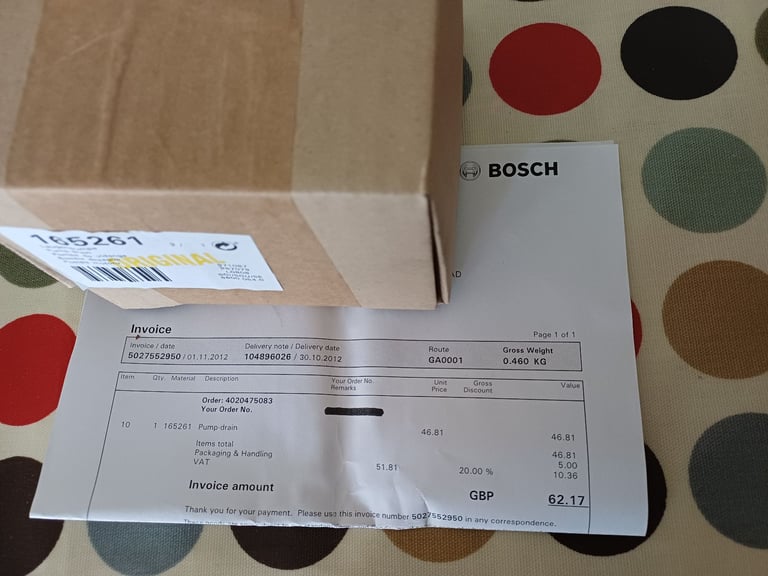 BOSCH
165261
ORIGINAL
AD
Invoice
Page 1 of 1
Invoice / date
5027552950 / 01.11.2012
Delivery note / Delivery date
104896026 / 30.10.2012
Route
GA0001
Gross Weight
0.460 KG
Item Qty. Material Description Your Order No. Remarks Unit Price Gross Discount Value
Order: 4020475083
Your Order No.
10 1 165261 Pump-drain 46.81 46.81
Items total 46.81
Packaging & Handling 5.00
VAT 51.81 20.00 % 10.36
Invoice amount GBP 62.17
Thank you for your payment. Please use this invoice number 5027552950 in any correspondence.